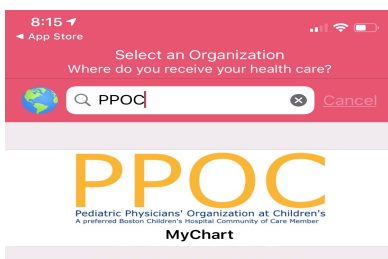 8:15
◀ App Store
Select an Organization
Where do you receive your health care?
PPOC
Cancel
PPOC
Pediatric Physicians' Organization at Children's
A preferred Boston Children's Hospital Community of Care Member
MyChart